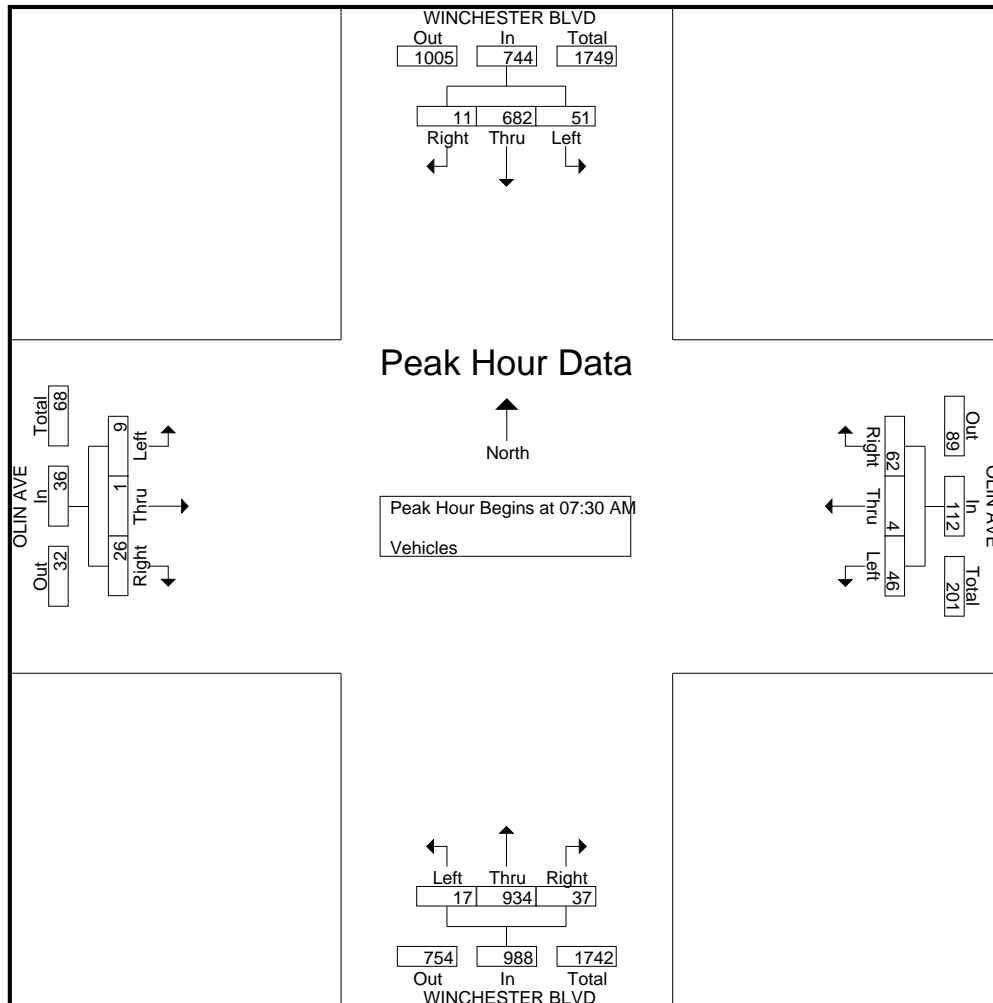 WINCHESTER BLVD
Out In Total
1005 744 1749
11 682 51
Right Thru Left
Peak Hour Data
North
Peak Hour Begins at 07:30 AM
Vehicles
OLIN AVE
Total In Out
68 36 32
9 1 26
Left Thru Right
OLIN AVE
Out In Total
89 112 201
62 4 46
Right Thru Left
Left Thru Right
17 934 37
754 988 1742
Out In Total
WINCHESTER BLVD